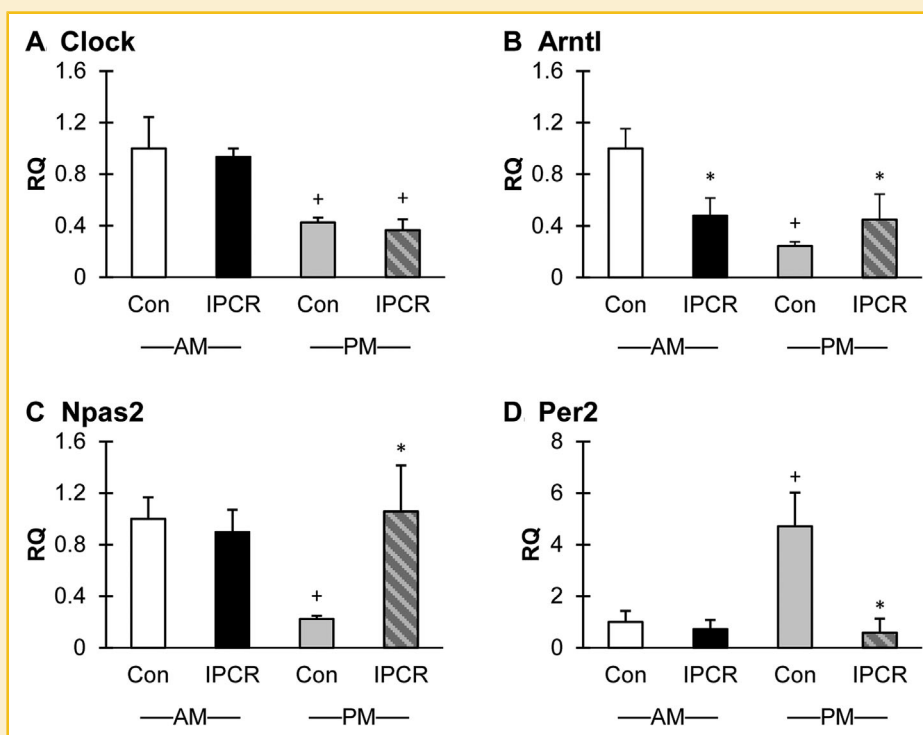 A Clock
1.6
1.2
0.8
0.4
0
RQ
+
+
Con IPCR Con IPCR
AM PM
B Arntl
1.6
1.2
0.8
0.4
0
RQ
*
+
*
Con IPCR Con IPCR
AM PM
C Npas2
1.6
1.2
0.8
0.4
0
RQ
+
*
Con IPCR Con IPCR
AM PM
D Per2
8
6
4
2
0
RQ
+
*
Con IPCR Con IPCR
AM PM